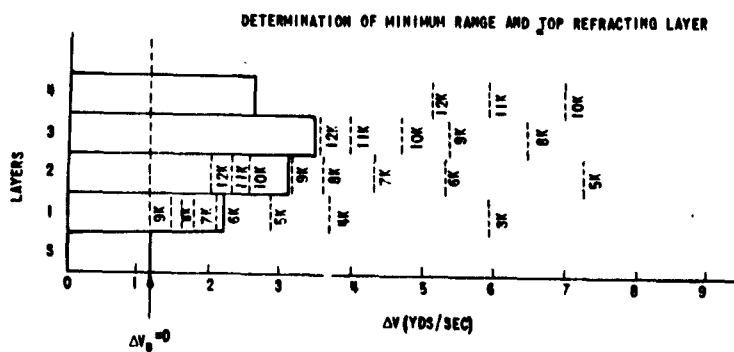 DETERMINATION OF MINIMUM RANGE AND TOP REFRACTING LAYER
LAYERS
4
12K 11K 10K
3
12K 11K 10K 9K 8K
2
12K 11K 10K 9K 8K 7K 6K 5K
1
9K 8K 7K 6K 5K 4K 3K
S
0 1 2 3 4 5 6 7 8 9
ΔV₀=0
ΔV (YDS/SEC)